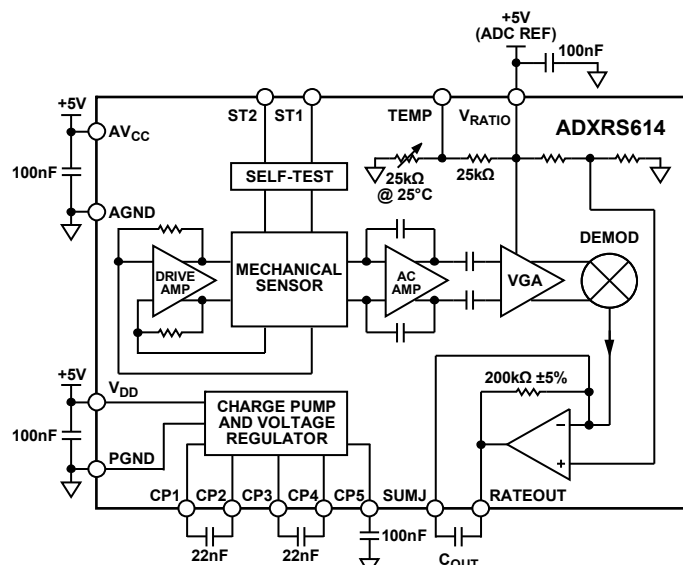 +5V
(ADC REF)
100nF
+5V
ST2
ST1
TEMP
VRATIO
ADXRS614
AVCC
100nF
25kΩ
@ 25°C
25kΩ
SELF-TEST
AGND
DEMOD
DRIVE
AMP
MECHANICAL
SENSOR
AC
AMP
VGA
+5V
VDD
200kΩ ±5%
CHARGE PUMP
AND VOLTAGE
REGULATOR
–
+
100nF
PGND
CP1
CP2
CP3
CP4
CP5
SUMJ
RATEOUT
22nF
22nF
100nF
COUT